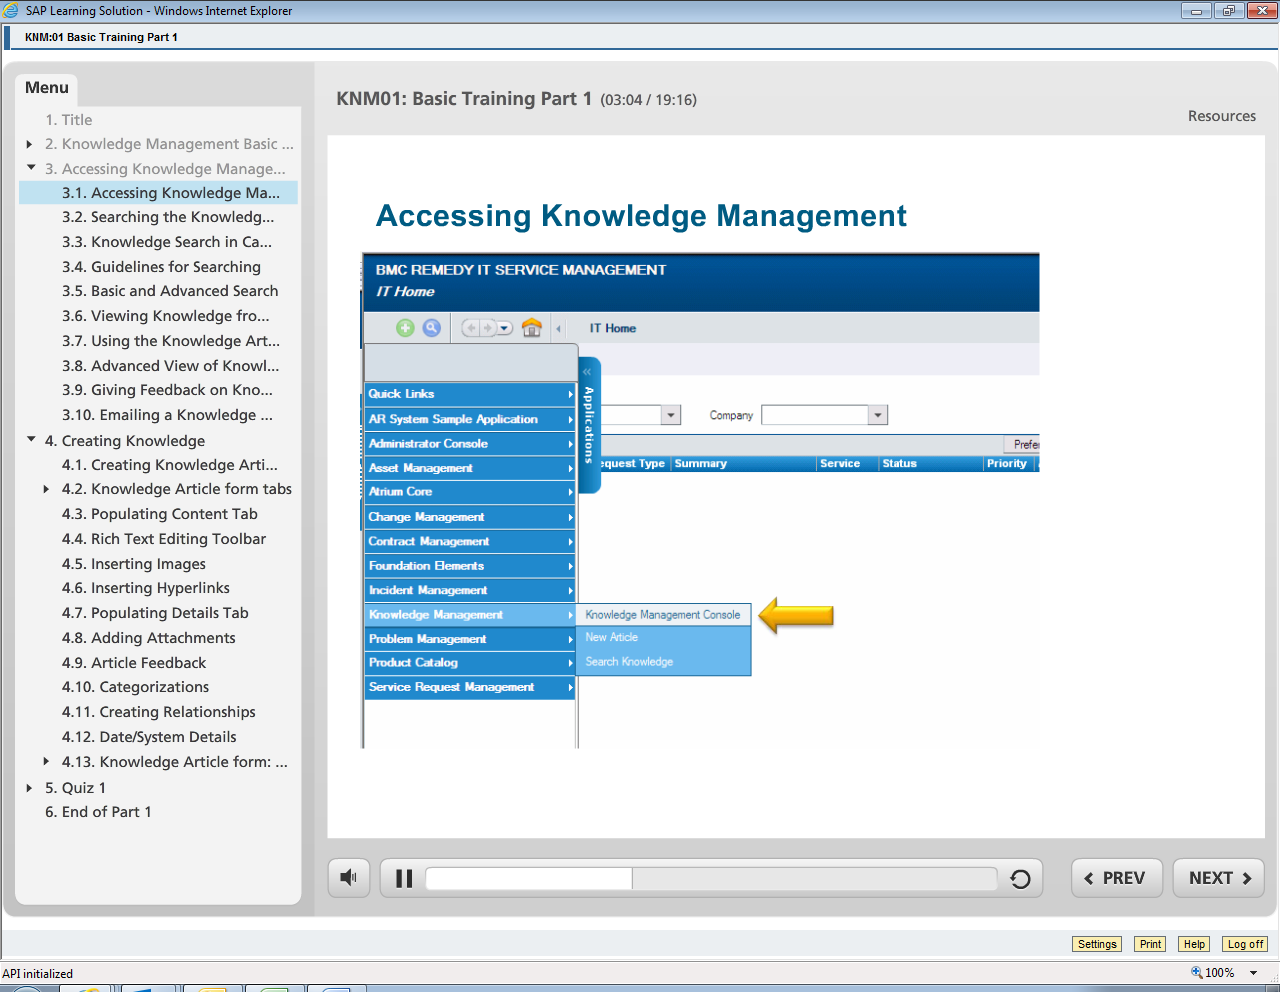 SAP Learning Solution - Windows Internet Explorer
KNM:01 Basic Training Part 1
Menu
1. Title
2. Knowledge Management Basic ...
3. Accessing Knowledge Manage...
3.1. Accessing Knowledge Ma...
3.2. Searching the Knowledg...
3.3. Knowledge Search in Ca...
3.4. Guidelines for Searching
3.5. Basic and Advanced Search
3.6. Viewing Knowledge fro...
3.7. Using the Knowledge Art...
3.8. Advanced View of Knowl...
3.9. Giving Feedback on Kno...
3.10. Emailing a Knowledge ...
4. Creating Knowledge
4.1. Creating Knowledge Arti...
4.2. Knowledge Article form tabs
4.3. Populating Content Tab
4.4. Rich Text Editing Toolbar
4.5. Inserting Images
4.6. Inserting Hyperlinks
4.7. Populating Details Tab
4.8. Adding Attachments
4.9. Article Feedback
4.10. Categorizations
4.11. Creating Relationships
4.12. Date/System Details
4.13. Knowledge Article form: ...
5. Quiz 1
6. End of Part 1
KNM01: Basic Training Part 1 (03:04 / 19:16)
Resources
Accessing Knowledge Management
BMC REMEDY IT SERVICE MANAGEMENT
IT Home
IT Home
Quick Links
AR System Sample Application
Administrator Console
Asset Management
Atrium Core
Change Management
Contract Management
Foundation Elements
Incident Management
Knowledge Management
Problem Management
Product Catalog
Service Request Management
Applications
Company
Prefer
equest Type Summary Service Status Priority
Knowledge Management Console
New Article
Search Knowledge
PREV
NEXT
Settings Print Help Log off
API initialized
100%